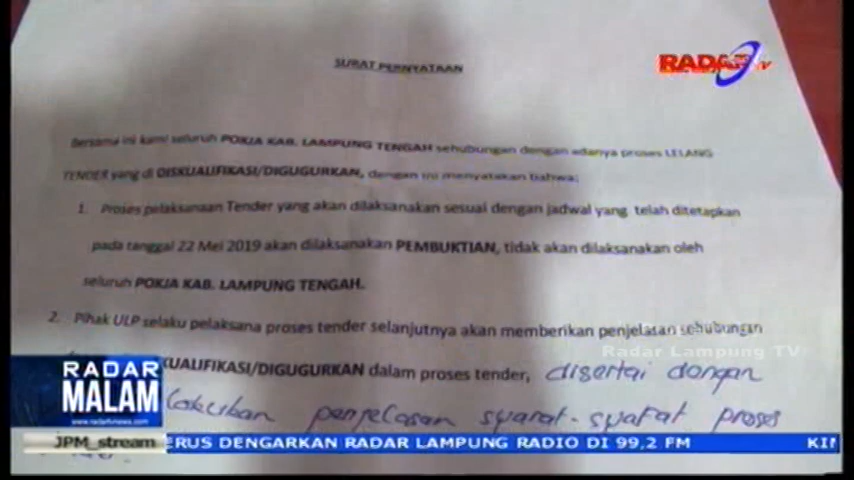 SURAT PERNYATAAN
RADAR TV
Bersama ini kami seluruh POKJA KAB. LAMPUNG TENGAH sehubungan dengan adanya proses LELANG
TENDER yang di DISKUALIFIKASI/DIGUGURKAN, dengan ini menyatakan bahwa:
1. Proses pelaksanaan Tender yang akan dilaksanakan sesuai dengan jadwal yang telah ditetapkan
pada tanggal 22 Mei 2019 akan dilaksanakan PEMBUKTIAN, tidak akan dilaksanakan oleh
seluruh POKJA KAB. LAMPUNG TENGAH.
2. Pihak ULP selaku pelaksana proses tender selanjutnya akan memberikan penjelasan sehubungan
Radar Lampung TV
KUALIFIKASI/DIGUGURKAN dalam proses tender, disertai dengan
penjelasan syarat-syarat proses
RADAR
MALAM
www.radartvnews.com
JPM_stream ERUS DENGARKAN RADAR LAMPUNG RADIO DI 99,2 FM KIN